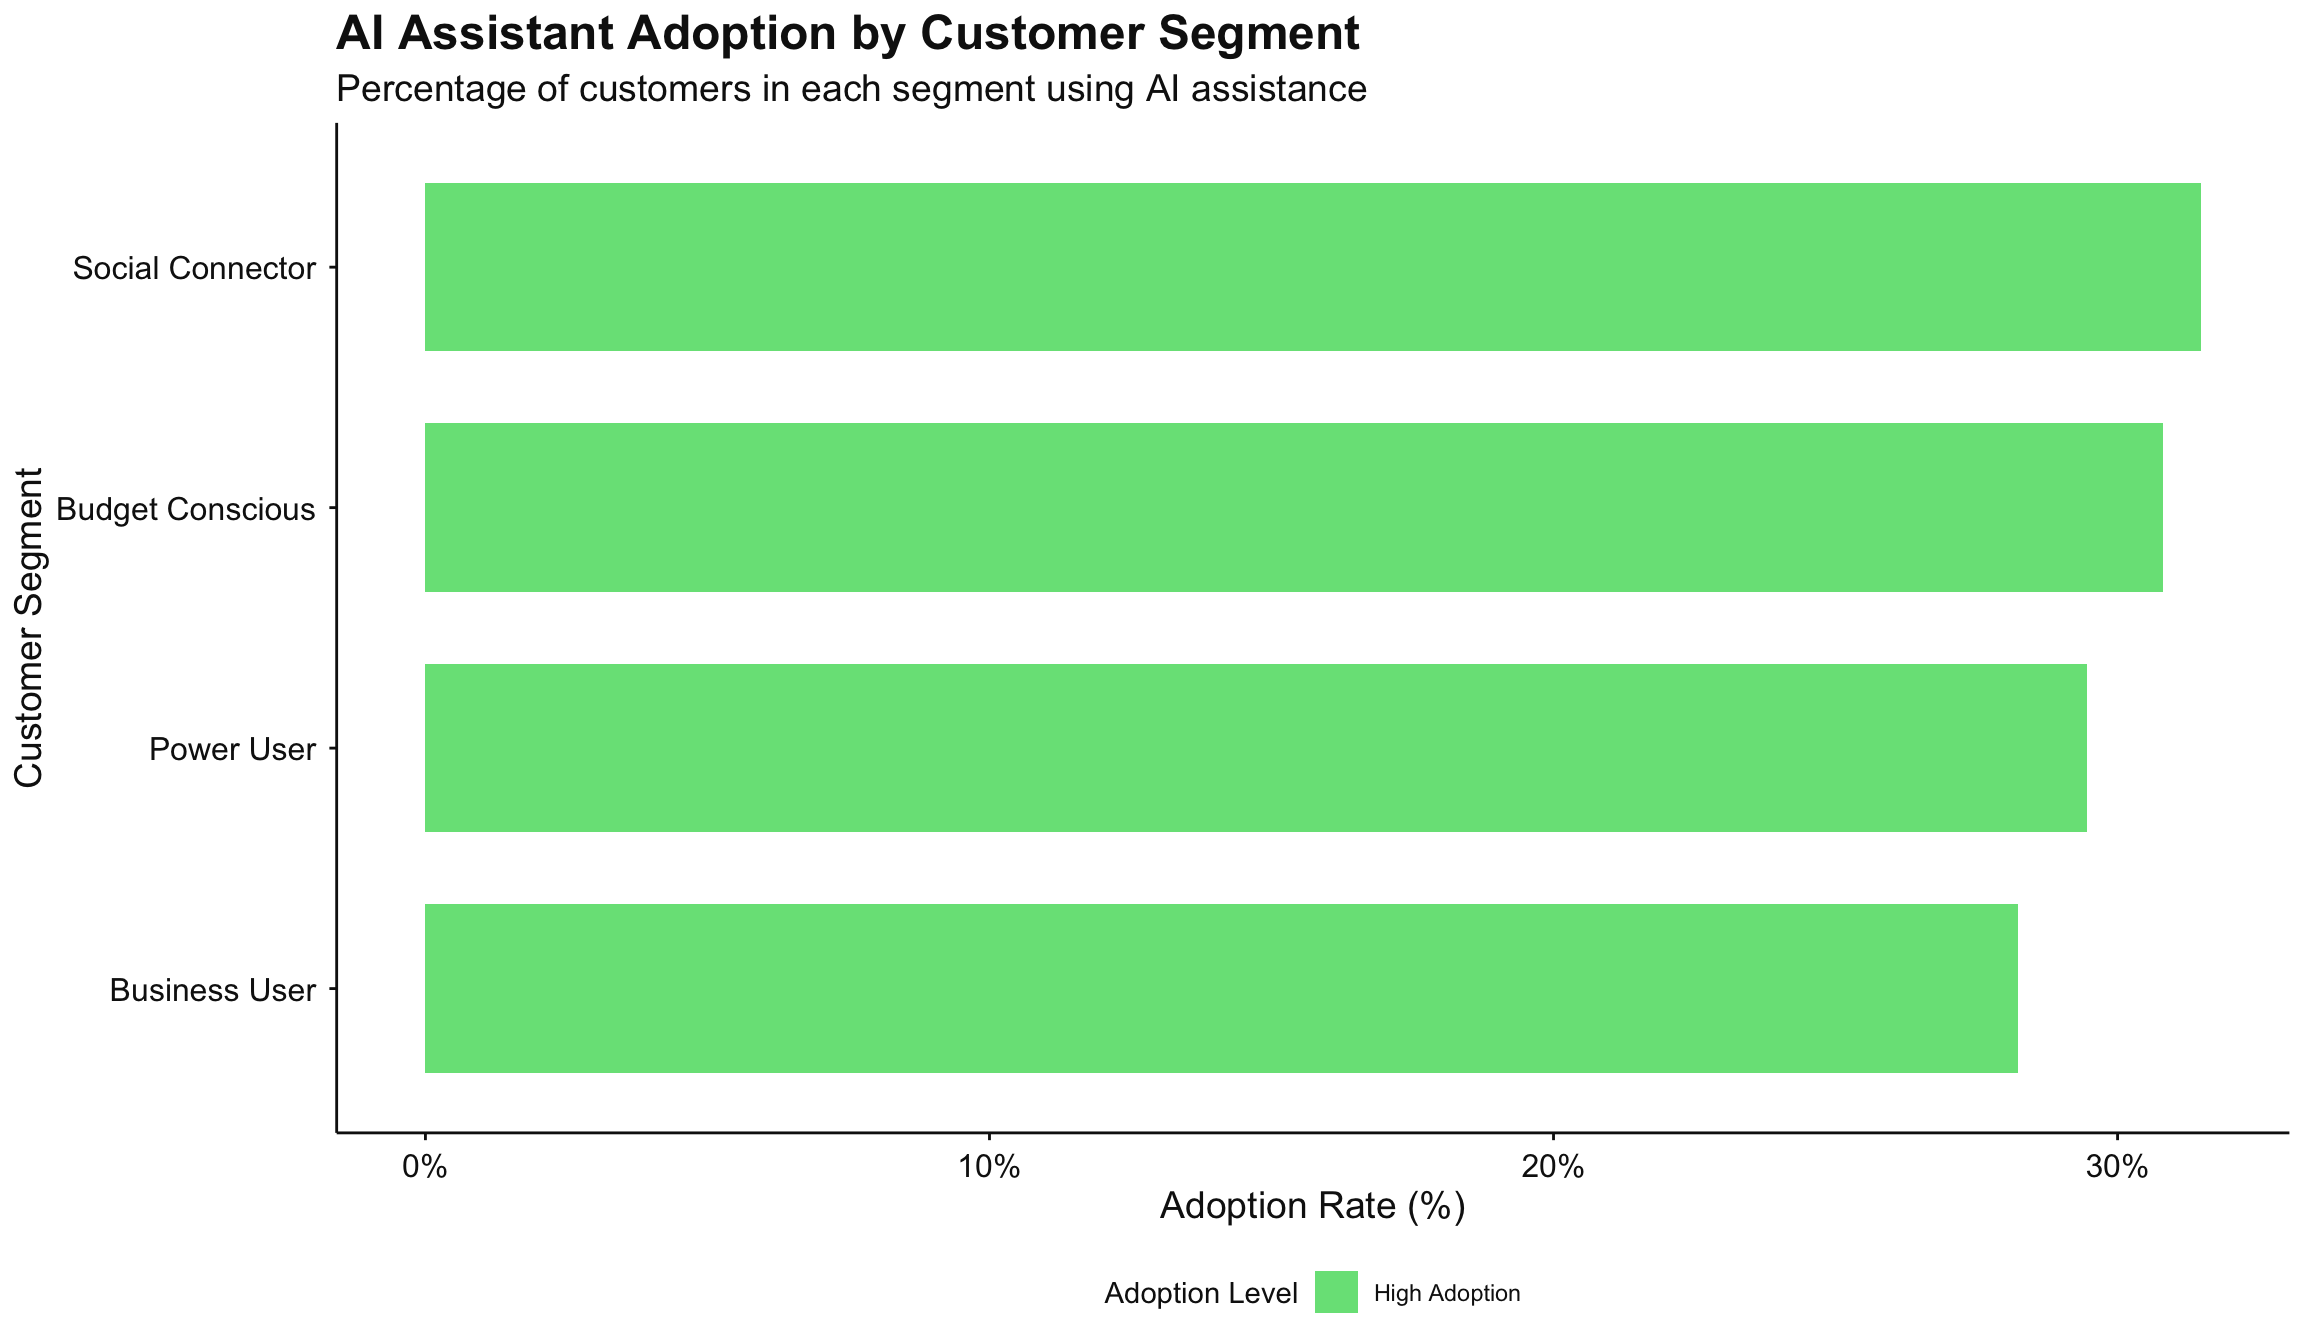 AI Assistant Adoption by Customer Segment
Percentage of customers in each segment using AI assistance
Customer Segment
Social Connector
Budget Conscious
Power User
Business User
0% 10% 20% 30%
Adoption Rate (%)
Adoption Level High Adoption